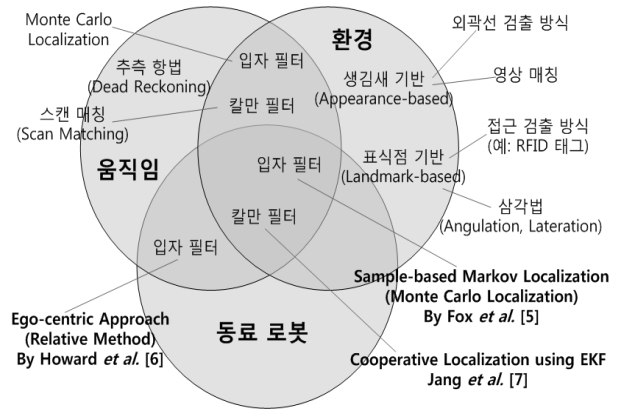 Monte Carlo
Localization
환경
외곽선 검출 방식
입자 필터
추측 항법
(Dead Reckoning)
생김새 기반
(Appearance-based)
영상 매칭
칼만 필터
스캔 매칭
(Scan Matching)
접근 검출 방식
(예: RFID 태그)
움직임
입자 필터
표식점 기반
(Landmark-based)
삼각법
(Angulation, Lateration)
칼만 필터
입자 필터
Sample-based Markov Localization
(Monte Carlo Localization)
By Fox et al. [5]
Ego-centric Approach
(Relative Method)
By Howard et al. [6]
동료 로봇
Cooperative Localization using EKF
Jang et al. [7]